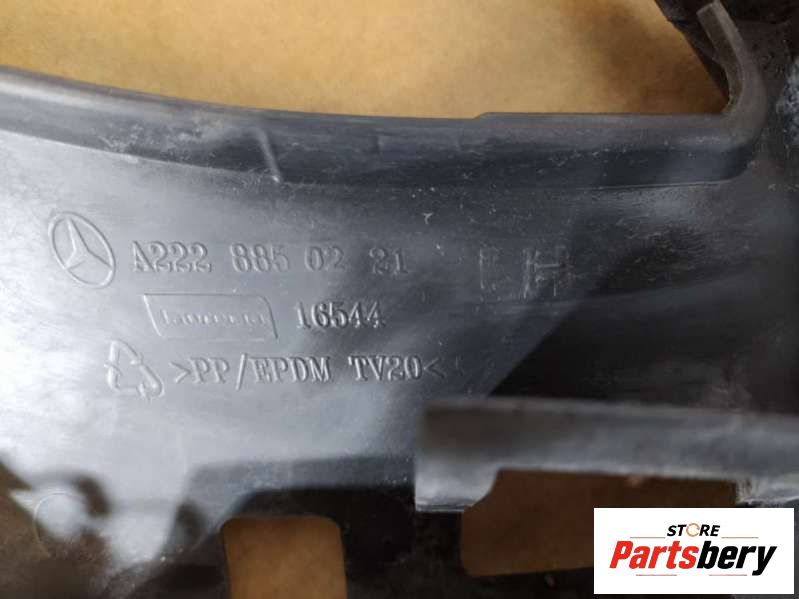 A222 885 02 21
16544
>PP/EPDM TV20<
STORE
Partsbery